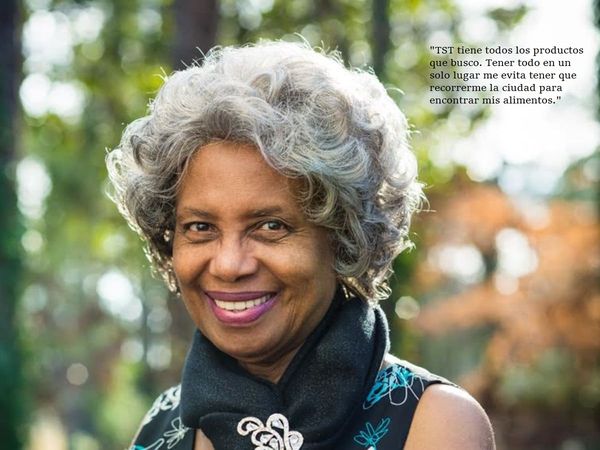 "TST tiene todos los productos
que busco. Tener todo en un
solo lugar me evita tener que
recorrerme la ciudad para
encontrar mis alimentos."